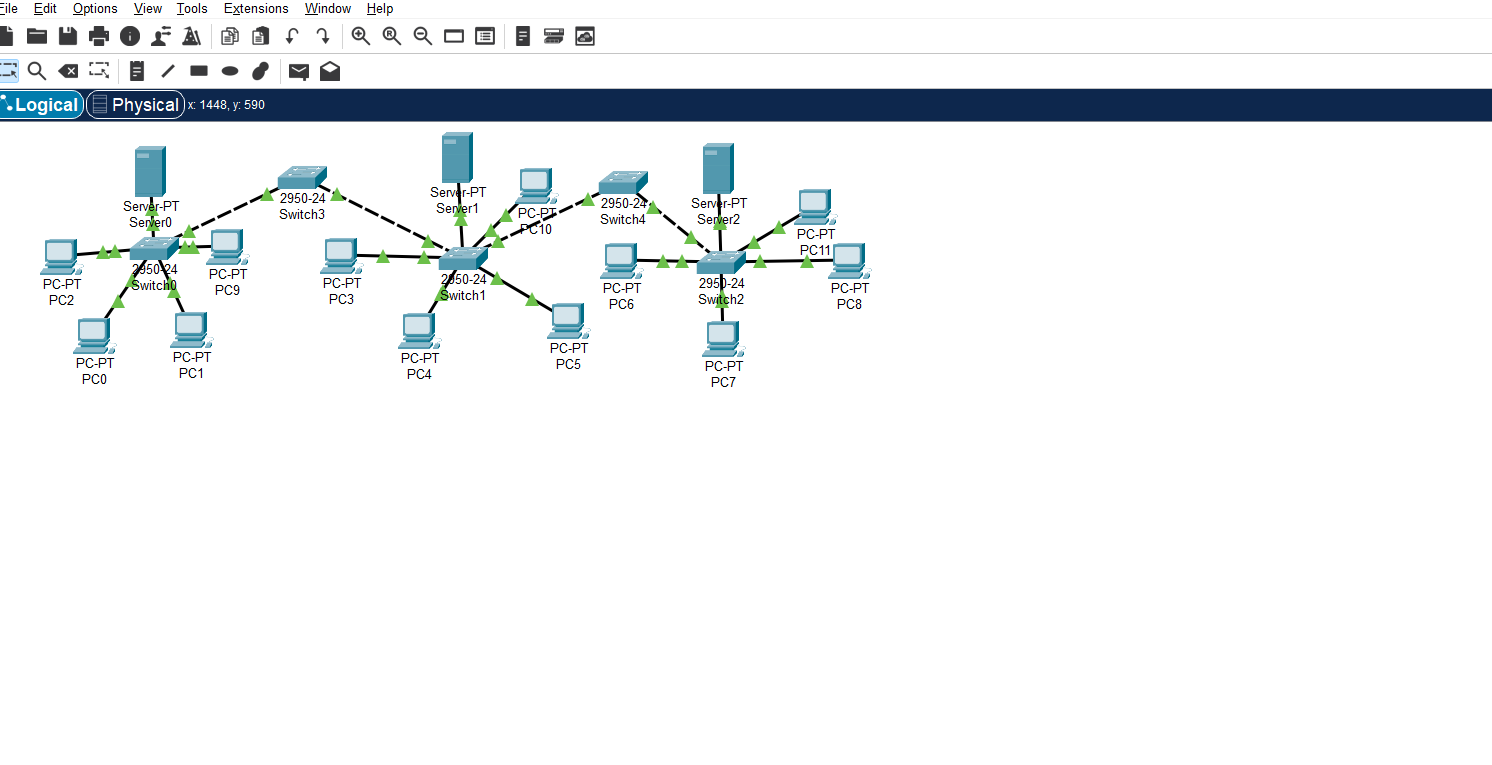 File Edit Options View Tools Extensions Window Help
R
Logical Physical x: 1448, y: 590
Server-PT
Server0
2950-24
Switch3
Server-PT
Server1
PC-PT
PC10
2950-24
Switch4
Server-PT
Server2
PC-PT
PC11
PC-PT
PC2
2950-24
Switch0
PC-PT
PC9
PC-PT
PC3
2950-24
Switch1
PC-PT
PC6
2950-24
Switch2
PC-PT
PC8
PC-PT
PC0
PC-PT
PC1
PC-PT
PC4
PC-PT
PC5
PC-PT
PC7